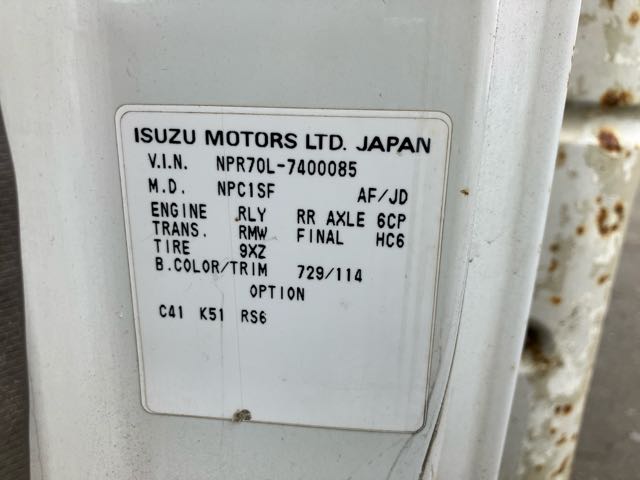 ISUZU MOTORS LTD. JAPAN
V.I.N. NPR70L-7400085
M.D. NPC1SF AF/JD
ENGINE RLY RR AXLE 6CP
TRANS. RMW FINAL HC6
TIRE 9XZ
B.COLOR/TRIM 729/114
OPTION
C41 K51 RS6